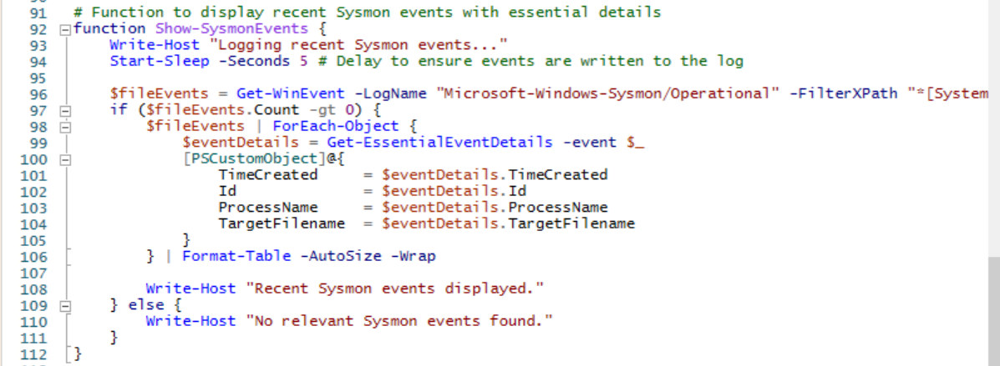 91 # Function to display recent Sysmon events with essential details
92 function Show-SysmonEvents {
93 Write-Host "Logging recent Sysmon events..."
94 Start-Sleep -Seconds 5 # Delay to ensure events are written to the log
95
96 $fileEvents = Get-WinEvent -LogName "Microsoft-Windows-Sysmon/Operational" -FilterXPath "*[System
97 if ($fileEvents.Count -gt 0) {
98 $fileEvents | ForEach-Object {
99 $eventDetails = Get-EssentialEventDetails -event $_
100 [PSCustomObject]@{
101 TimeCreated = $eventDetails.TimeCreated
102 Id = $eventDetails.Id
103 ProcessName = $eventDetails.ProcessName
104 TargetFilename = $eventDetails.TargetFilename
105 }
106 } | Format-Table -AutoSize -Wrap
107
108 Write-Host "Recent Sysmon events displayed."
109 } else {
110 Write-Host "No relevant Sysmon events found."
111 }
112 }